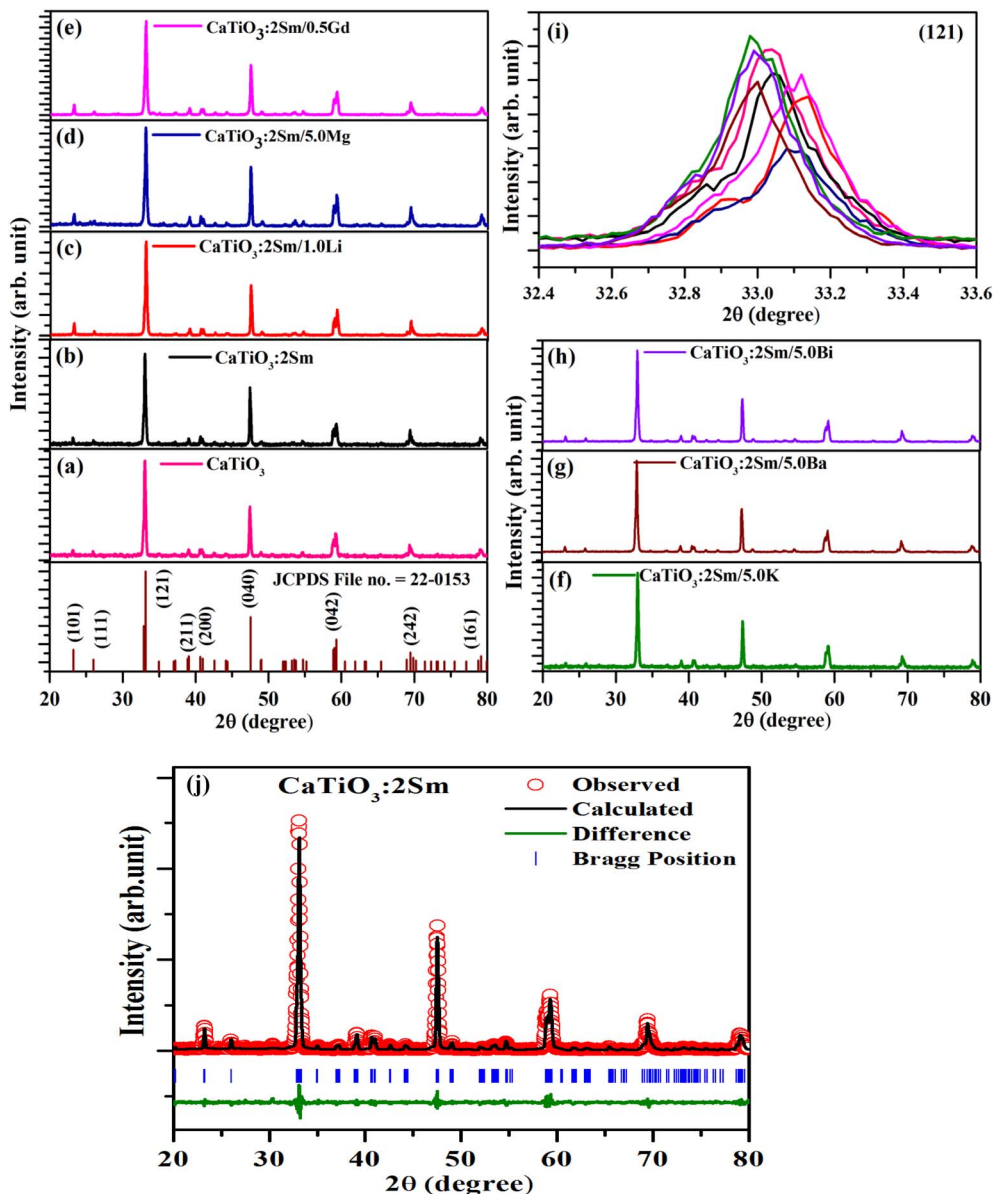 (e)
CaTiO₃:2Sm/0.5Gd
(d)
CaTiO₃:2Sm/5.0Mg
(c)
CaTiO₃:2Sm/1.0Li
(b)
CaTiO₃:2Sm
(a)
CaTiO₃
JCPDS File no. = 22-0153
(101)
(111)
(121)
(211)
(200)
(040)
(042)
(242)
(161)
20 30 40 50 60 70 80
2θ (degree)
Intensity (arb. unit)
(i)
(121)
Intensity (arb. unit)
32.4 32.6 32.8 33.0 33.2 33.4 33.6
2θ (degree)
(h)
CaTiO₃:2Sm/5.0Bi
(g)
CaTiO₃:2Sm/5.0Ba
(f)
CaTiO₃:2Sm/5.0K
Intensity (arb. unit)
20 30 40 50 60 70 80
2θ (degree)
(j)
CaTiO₃:2Sm
Observed
Calculated
Difference
Bragg Position
Intensity (arb.unit)
20 30 40 50 60 70 80
2θ (degree)